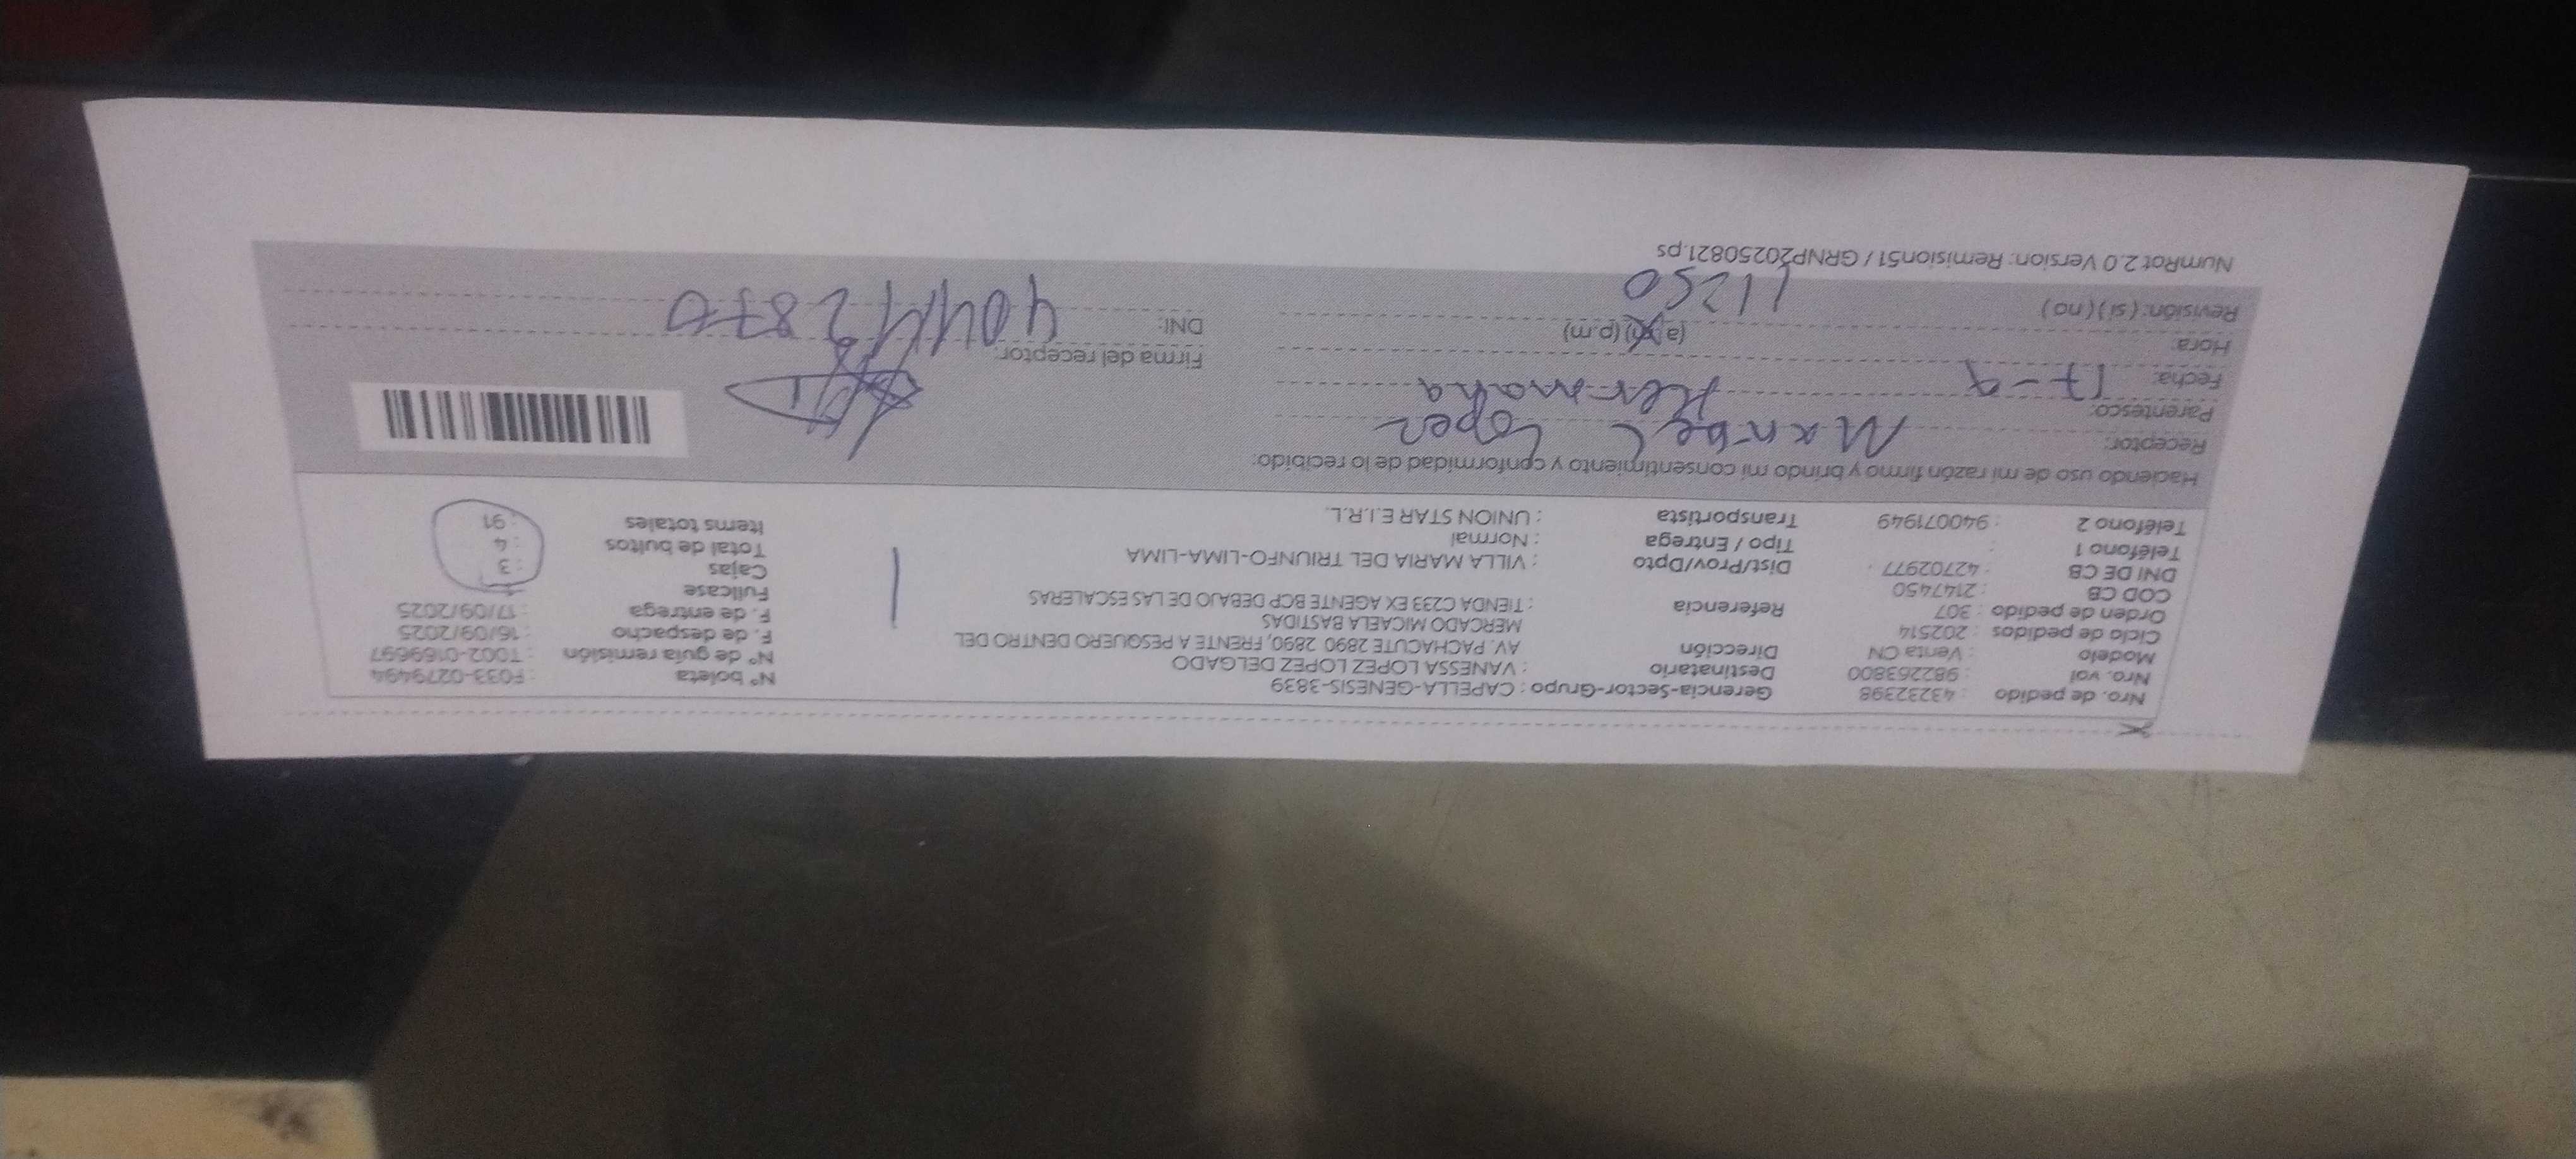 Nro. de pedido : 43232398 Gerencia-Sector-Grupo : CAPELLA-GENESIS-3839 N° boleta : F033-02794494
Nro. vol : 982263800 Destinatario : VANESSA LOPEZ LOPEZ DELGADO N° de guía remisión : T002-0169697
Modelo : Venta CN Dirección AV. PACHACUTE 2890 2890, FRENTE A PESQUERO DENTRO DEL F. de despacho : 16/09/2025
Ciclo de pedidos : 202514 MERCADO MICAELA BASTIDAS F. de entrega : 17/09/2025
Orden de pedido : 307 Referencia : TIENDA C233 EX AGENTE BCP DEBAJO DE LAS ESCALERAS Fullcase : 1
COD CB : 2147450 Dist/Prov/Dpto : VILLA MARIA DEL TRIUNFO-LIMA-LIMA Cajas : 3
DNI DE CB : 42702977 Tipo / Entrega : Normal Total de bultos : 4
Teléfono 1 : Transportista : UNION STAR E.I.R.L. Items totales : 91
Teléfono 2 : 940071949
Haciendo uso de mi razón firmo y brindo mi consentimiento y conformidad de lo recibido:
Receptor: Lopez
Parentesco: Hermana
Fecha: 17-9 Firma del receptor:
Hora: (a.m) (p.m) DNI:
Revisión: ( si ) ( no ) 11250
NumRot 2.0 Version: Remision51 / GRNP20250821.ps